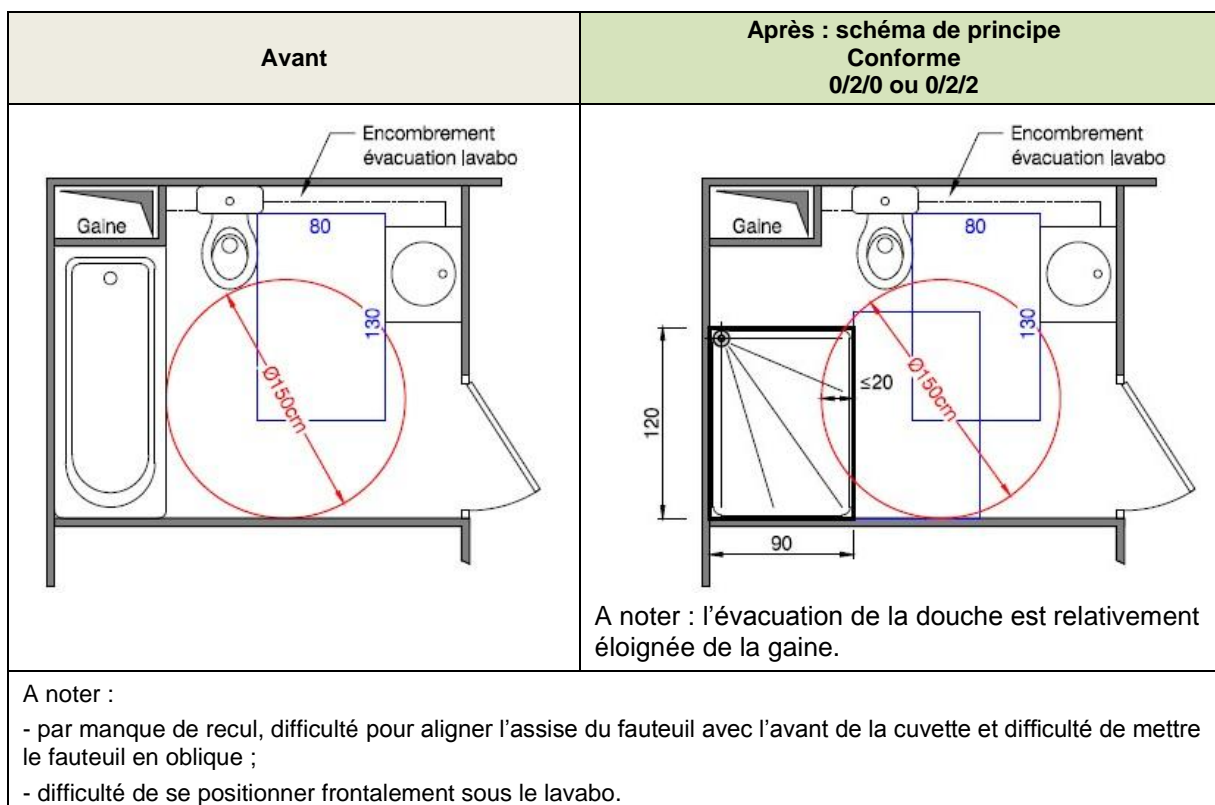 Avant
Après : schéma de principe
Conforme
0/2/0 ou 0/2/2
Encombrement
évacuation lavabo
Gaine
80
130
Ø150cm
Encombrement
évacuation lavabo
Gaine
80
130
≤20
Ø150cm
120
90
A noter : l’évacuation de la douche est relativement
éloignée de la gaine.
A noter :
- par manque de recul, difficulté pour aligner l’assise du fauteuil avec l’avant de la cuvette et difficulté de mettre
le fauteuil en oblique ;
- difficulté de se positionner frontalement sous le lavabo.